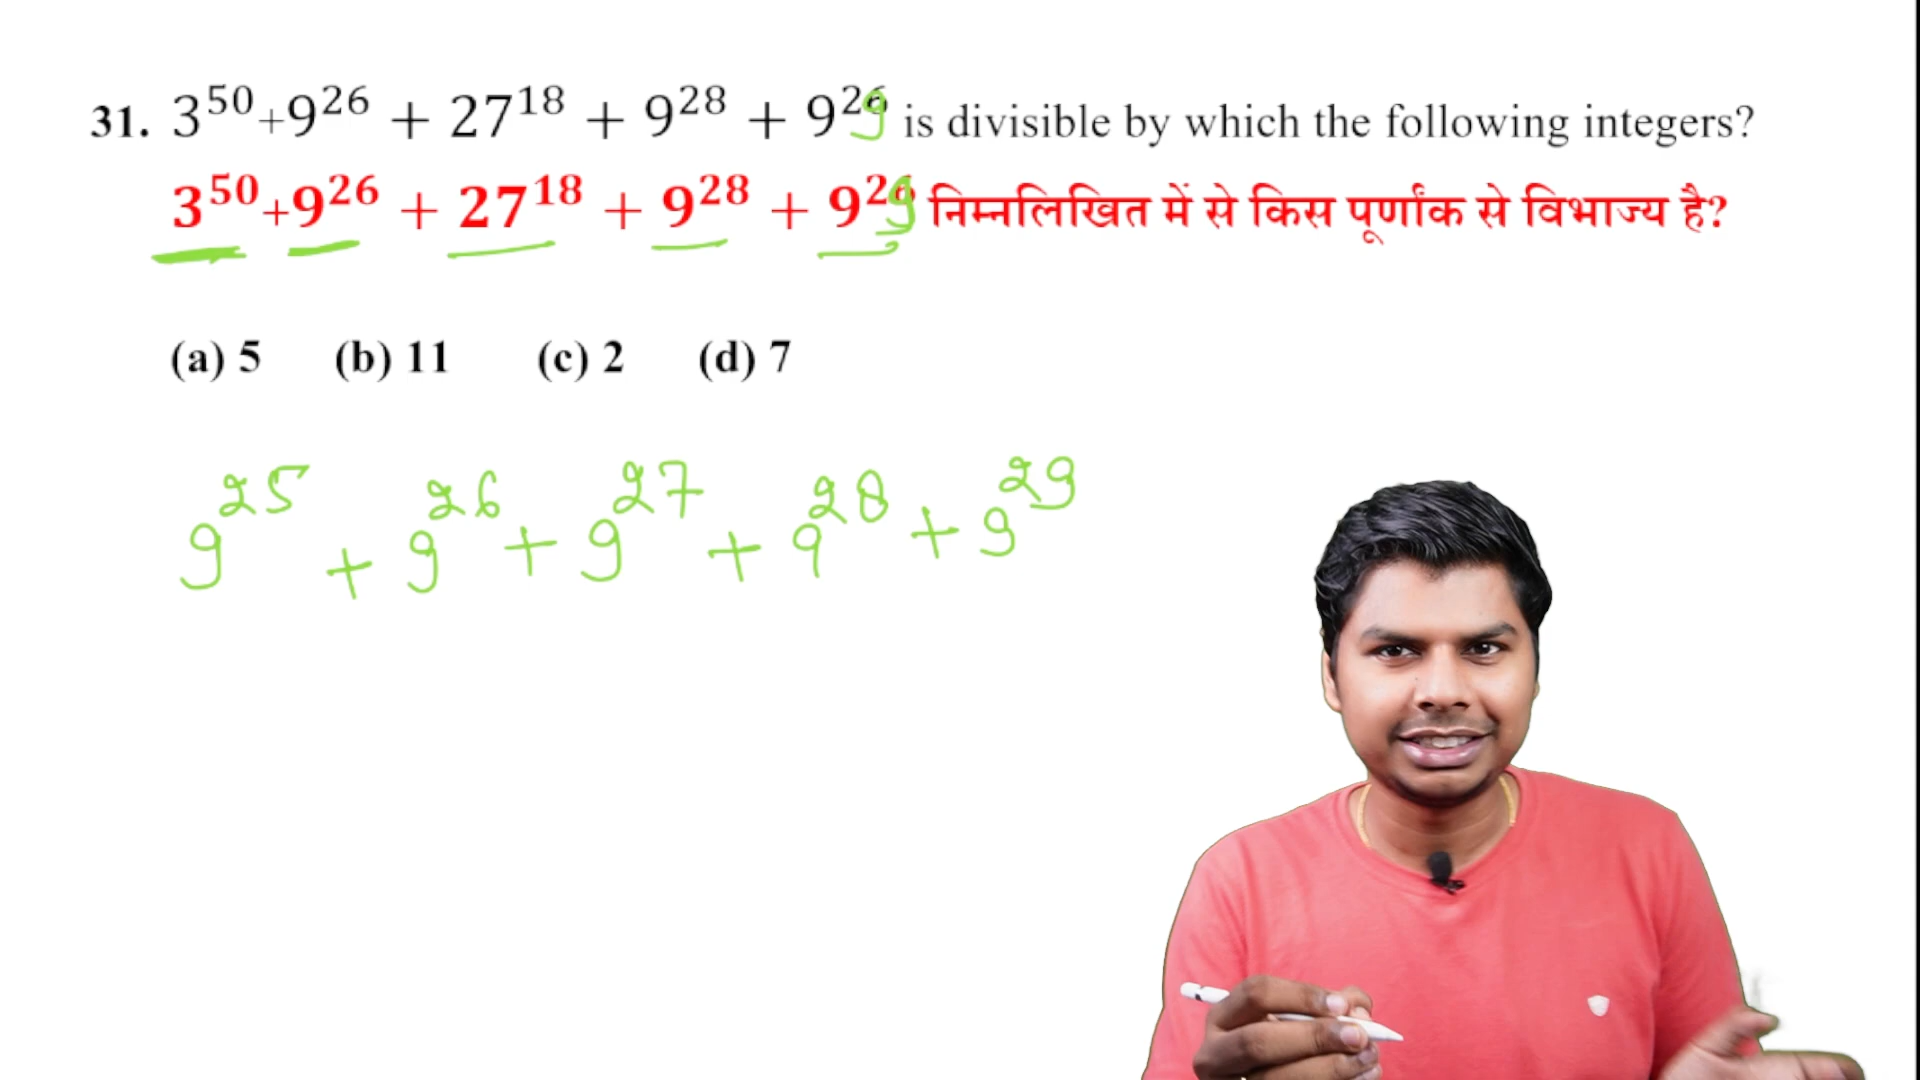 31. 3^50+9^26 + 27^18 + 9^28 + 9^29 is divisible by which the following integers?
3^50+9^26 + 27^18 + 9^28 + 9^29 निम्नलिखित में से किस पूर्णांक से विभाज्य है?
(a) 5 (b) 11 (c) 2 (d) 7
9^25 + 9^26 + 9^27 + 9^28 + 9^29